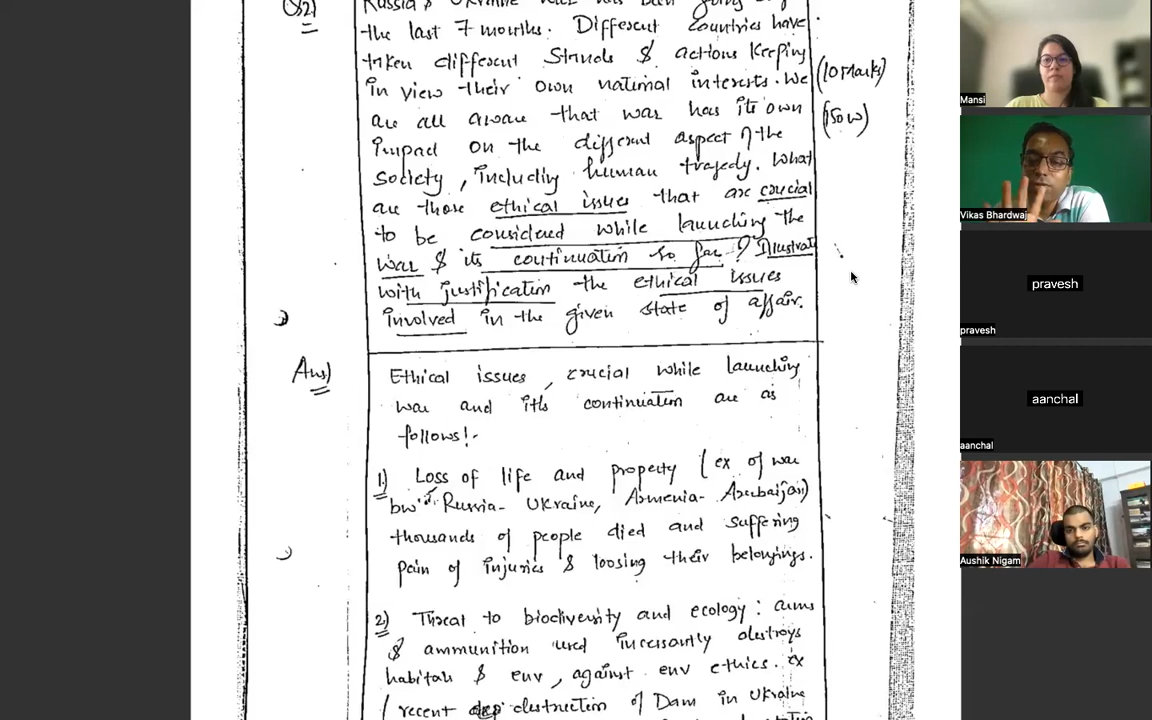 Q2)
Russia & Ukraine war has been going
the last 7 months. Different countries have
taken different Stands & actions keeping
in view their own national interests. We
(10 Marks)
are all aware that war has its own
(150 w)
impact on the different aspect of the
society, including human tragedy. What
are those ethical issues that are crucial
to be considered while launching the
war & its continuation so far? Illustrate
with justification the ethical issues
involved in the given state of affair.
Ans)
Ethical issues, crucial while launching
war and it's continuation are as
follows:-
1) Loss of life and property (ex of war
bw Russia-Ukraine, Armenia-Azerbaijan)
thousands of people died and suffering
pain of injuries & loosing their belongings.
2) Threat to biodiversity and ecology: arms
& ammunition used incessantly destroys
habitats & env, against env ethics. ex
(recent destruction of Dam in Ukraine
Mansi
Vikas Bhardwaj
pravesh
pravesh
aanchal
aanchal
Aushik Nigam